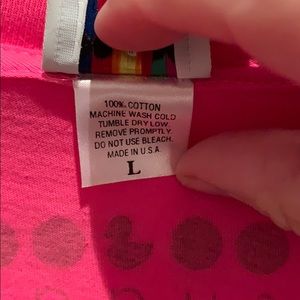 100% COTTON
MACHINE WASH COLD
TUMBLE DRY LOW.
REMOVE PROMPTLY.
DO NOT USE BLEACH.
MADE IN U.S.A.
L